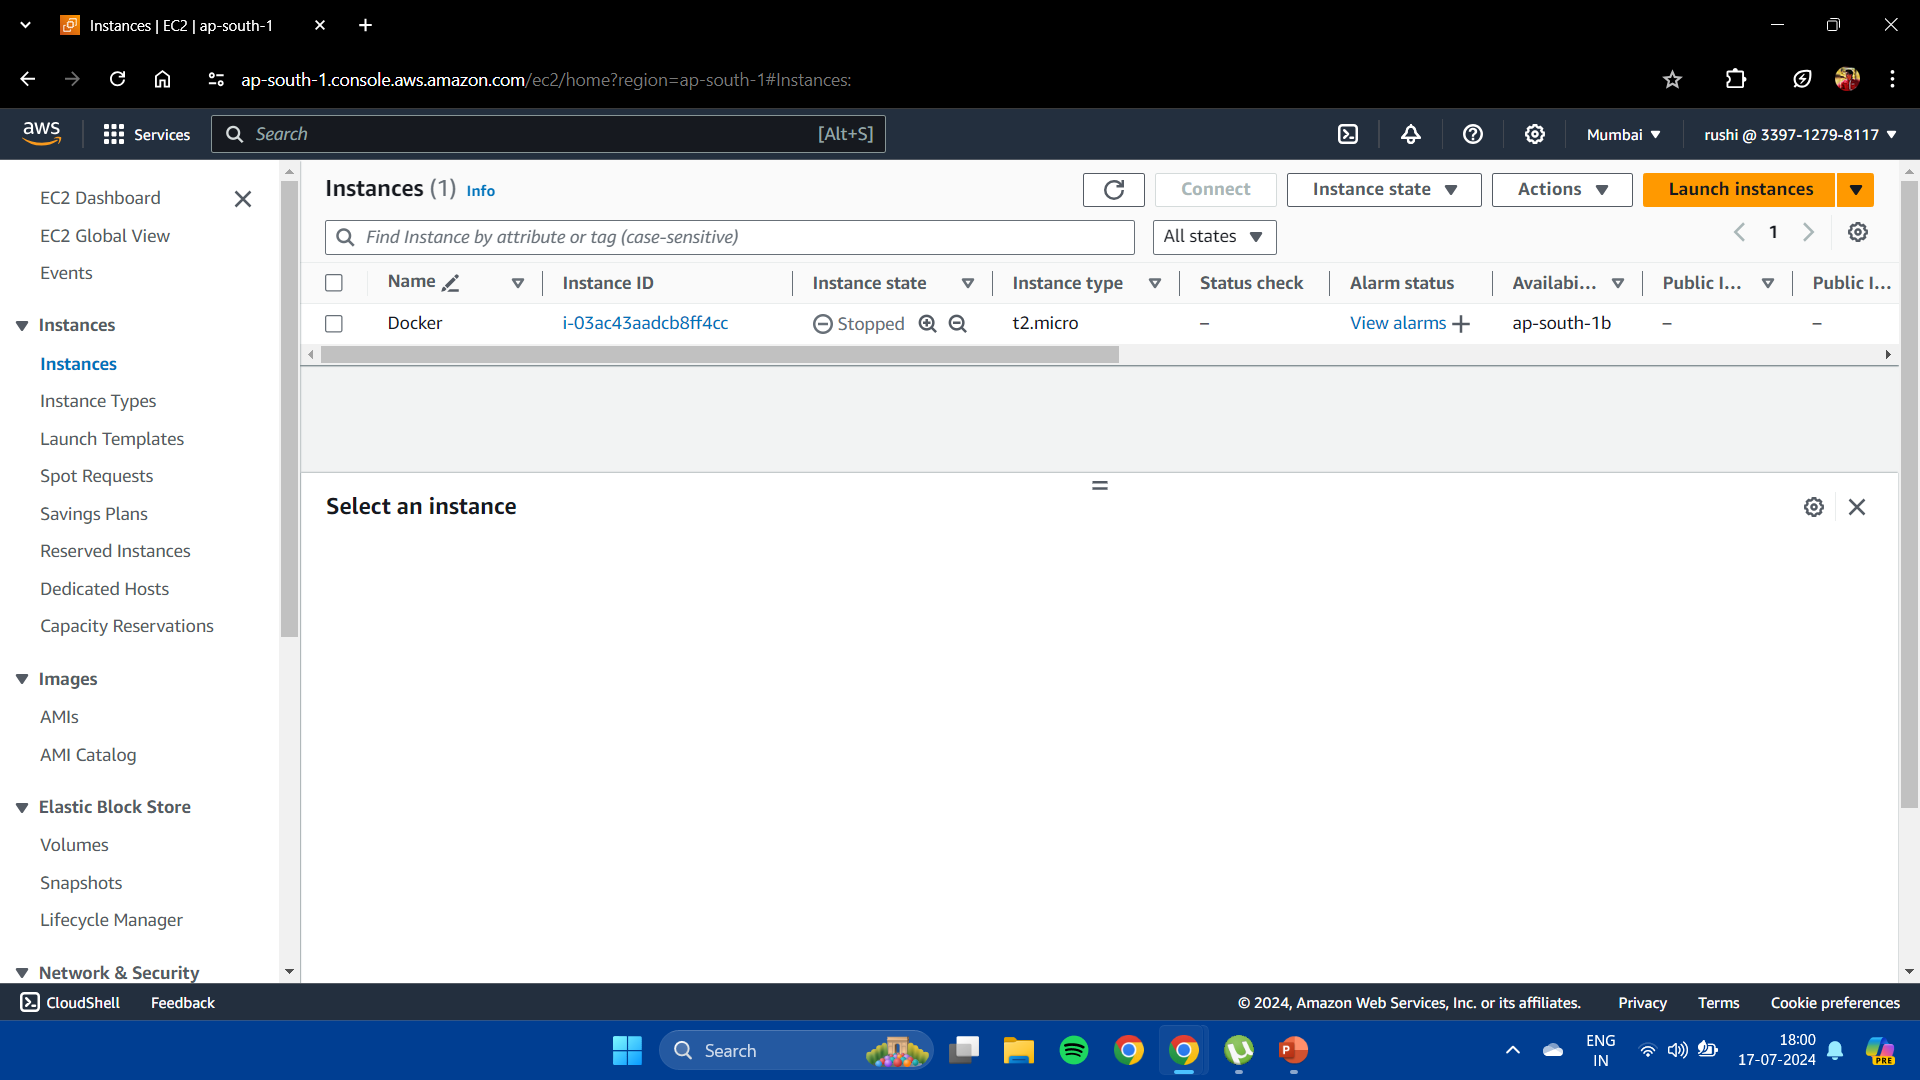 Instances | EC2 | ap-south-1
ap-south-1.console.aws.amazon.com/ec2/home?region=ap-south-1#Instances:
aws
Services
Search
[Alt+S]
Mumbai
rushi @ 3397-1279-8117
EC2 Dashboard
EC2 Global View
Events
Instances
Instances
Instance Types
Launch Templates
Spot Requests
Savings Plans
Reserved Instances
Dedicated Hosts
Capacity Reservations
Images
AMIs
AMI Catalog
Elastic Block Store
Volumes
Snapshots
Lifecycle Manager
Network & Security
Instances (1) Info
Connect
Instance state
Actions
Launch instances
Find Instance by attribute or tag (case-sensitive)
All states
1
Name
Instance ID
Instance state
Instance type
Status check
Alarm status
Availabi...
Public I...
Public I...
Docker
i-03ac43aadcb8ff4cc
Stopped
t2.micro
–
View alarms
ap-south-1b
–
–
Select an instance
CloudShell
Feedback
© 2024, Amazon Web Services, Inc. or its affiliates.
Privacy
Terms
Cookie preferences
Search
ENG
IN
18:00
17-07-2024
PRE